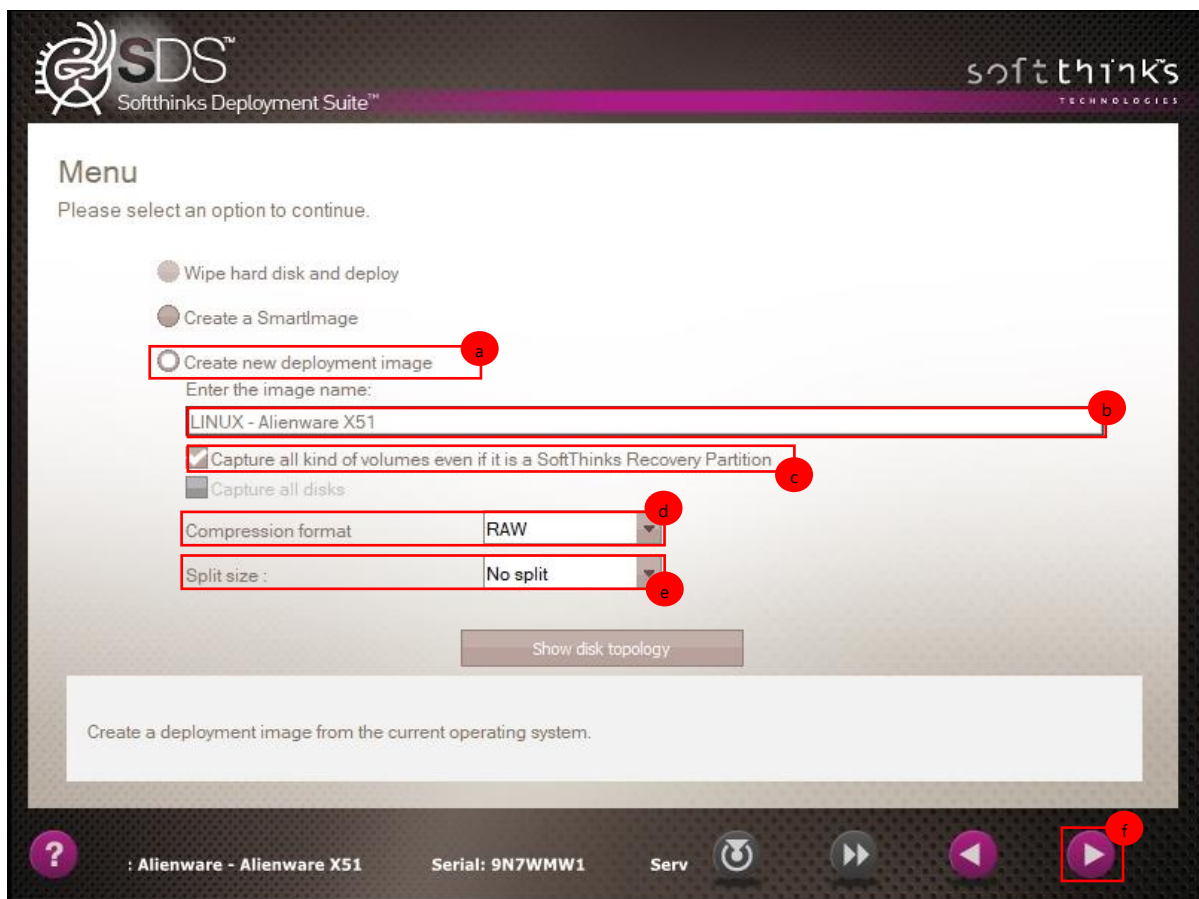 SDS™
Softthinks Deployment Suite™
softthinks
TECHNOLOGIES
Menu
Please select an option to continue.
Wipe hard disk and deploy
Create a SmartImage
Create new deployment image
a
Enter the image name:
LINUX - Alienware X51
b
Capture all kind of volumes even if it is a SoftThinks Recovery Partition
c
Capture all disks
Compression format RAW
d
Split size : No split
e
Show disk topology
Create a deployment image from the current operating system.
f
? : Alienware - Alienware X51 Serial: 9N7WMW1 Serv